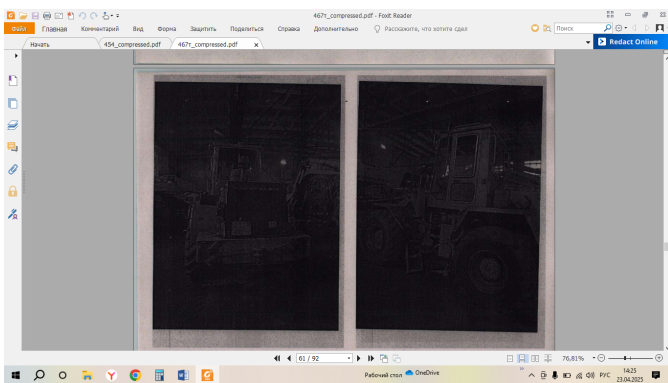 467r_compressed.pdf - Foxit Reader
Файл Главная Комментарий Вид Форма Защитить Поделиться Справка Дополнительно Расскажите, что хотите сдел Поиск
Начать 454_compressed.pdf 467r_compressed.pdf x Redact Online
61 / 92 76,81%
Рабочий стол OneDrive РУС 14:25
23.04.2025